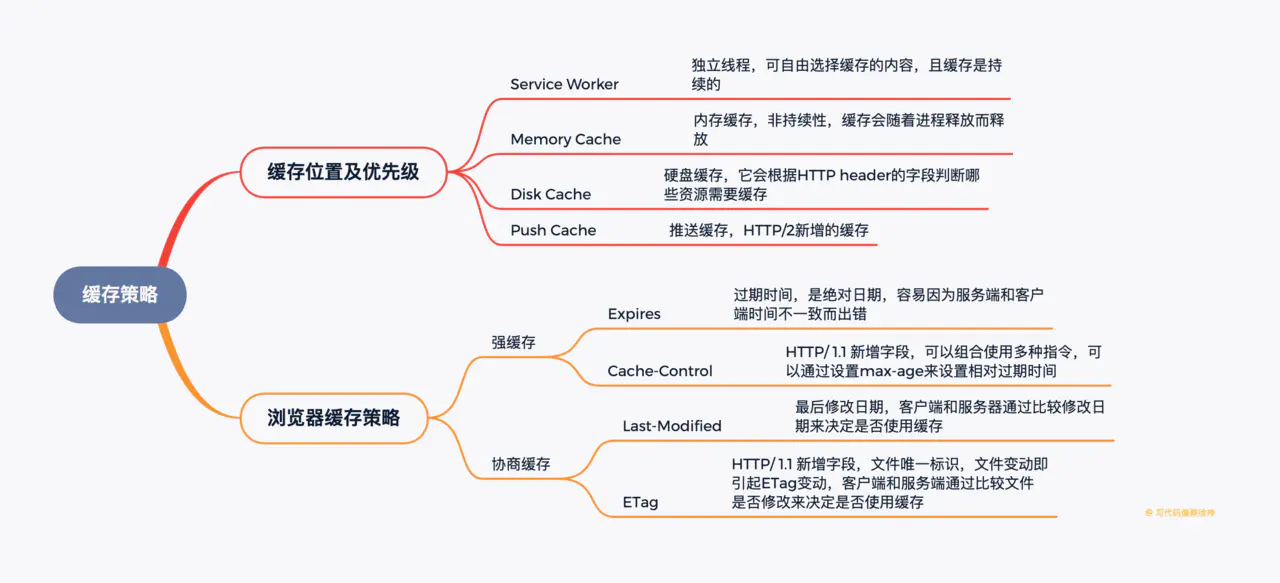 缓存策略
缓存位置及优先级
Service Worker
独立线程，可自由选择缓存的内容，且缓存是持
续的
Memory Cache
内存缓存，非持续性，缓存会随着进程释放而释
放
Disk Cache
硬盘缓存，它会根据HTTP header的字段判断哪
些资源需要缓存
Push Cache
推送缓存，HTTP/2新增的缓存
浏览器缓存策略
强缓存
Expires
过期时间，是绝对日期，容易因为服务端和客户
端时间不一致而出错
Cache-Control
HTTP/ 1.1 新增字段，可以组合使用多种指令，可
以通过设置max-age来设置相对过期时间
协商缓存
Last-Modified
最后修改日期，客户端和服务器通过比较修改日
期来决定是否使用缓存
ETag
HTTP/ 1.1 新增字段，文件唯一标识，文件变动即
引起ETag变动，客户端和服务端通过比较文件
是否修改来决定是否使用缓存